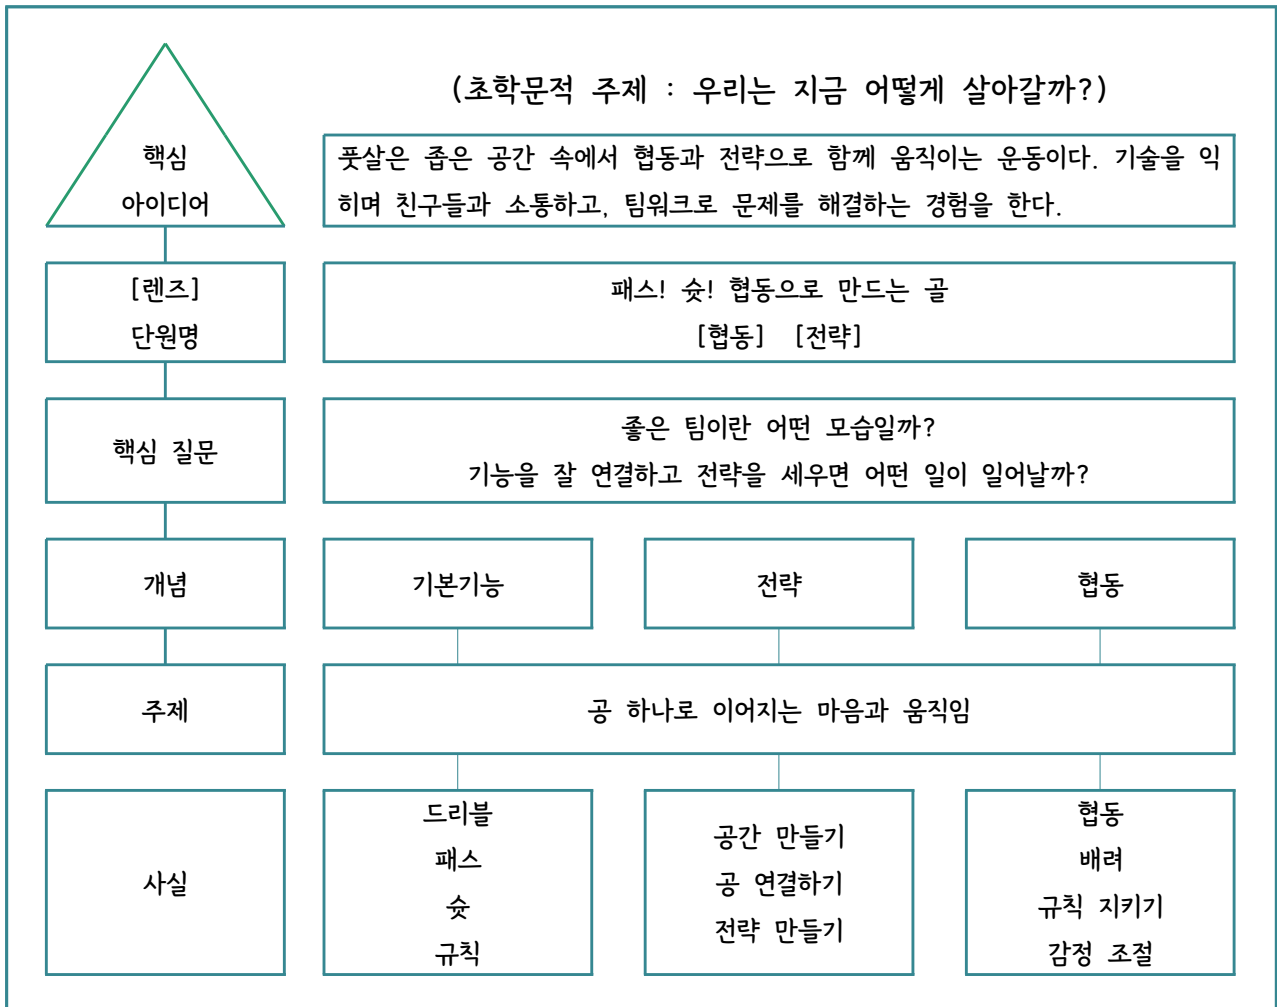 (초학문적 주제 : 우리는 지금 어떻게 살아갈까?)
핵심
아이디어
풋살은 좁은 공간 속에서 협동과 전략으로 함께 움직이는 운동이다. 기술을 익
히며 친구들과 소통하고, 팀워크로 문제를 해결하는 경험을 한다.
[렌즈]
단원명
패스! 슛! 협동으로 만드는 골
[협동] [전략]
핵심 질문
좋은 팀이란 어떤 모습일까?
기능을 잘 연결하고 전략을 세우면 어떤 일이 일어날까?
개념
기본기능
전략
협동
주제
공 하나로 이어지는 마음과 움직임
사실
드리블
패스
슛
규칙
공간 만들기
공 연결하기
전략 만들기
협동
배려
규칙 지키기
감정 조절